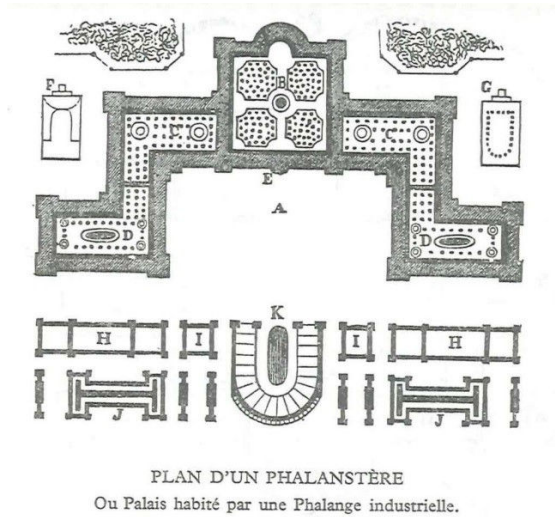 F
B
G
C
C
E
A
D
D
K
H
I
I
H
J
J
PLAN D'UN PHALANSTÈRE
Ou Palais habité par une Phalange industrielle.